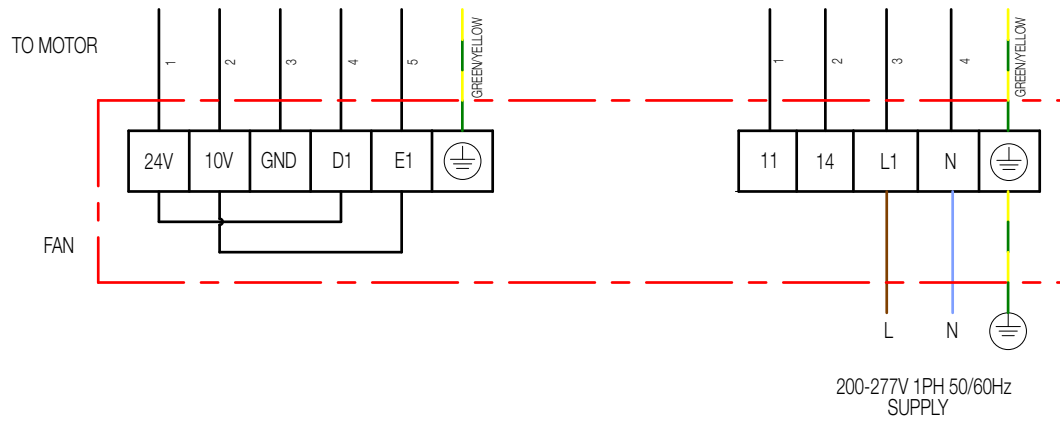 TO MOTOR
1 2 3 4 5 GREEN/YELLOW
1 2 3 4 GREEN/YELLOW
24V 10V GND D1 E1
11 14 L1 N
FAN
L N
200-277V 1PH 50/60Hz
SUPPLY